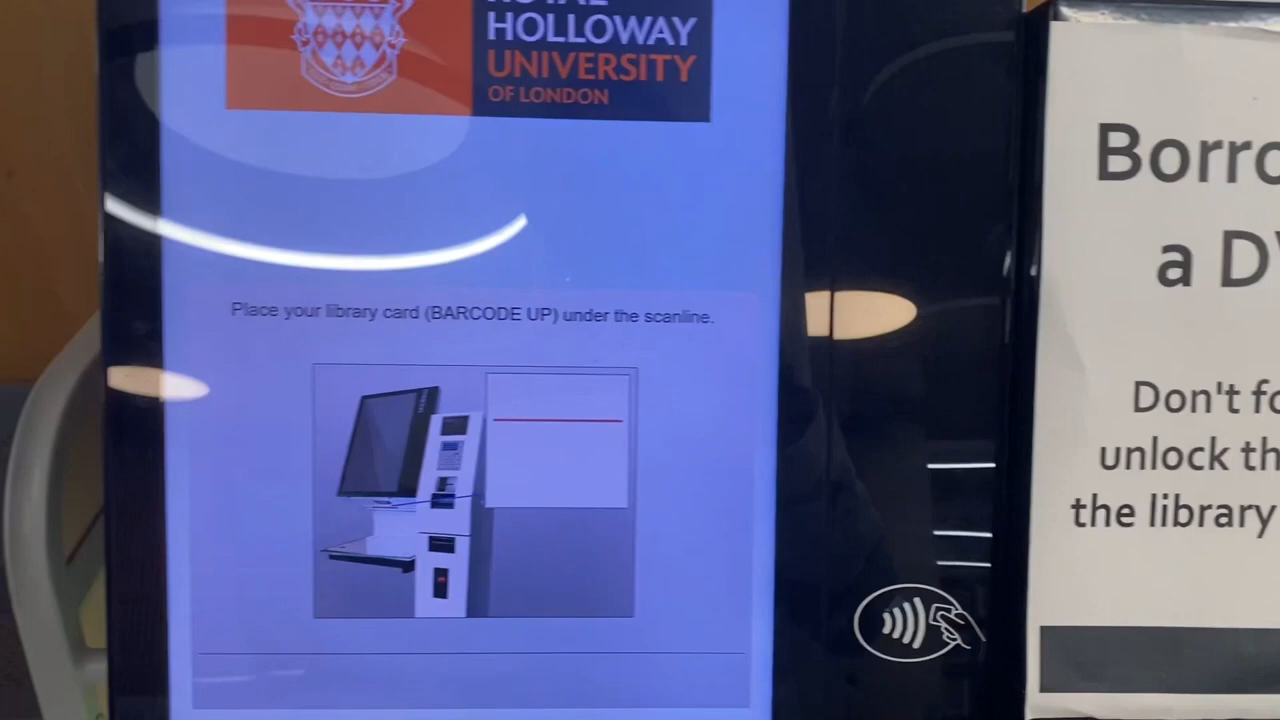 ROYAL
HOLLOWAY
UNIVERSITY
OF LONDON
Place your library card (BARCODE UP) under the scanline.
Borro
a D
Don't fo
unlock th
the library